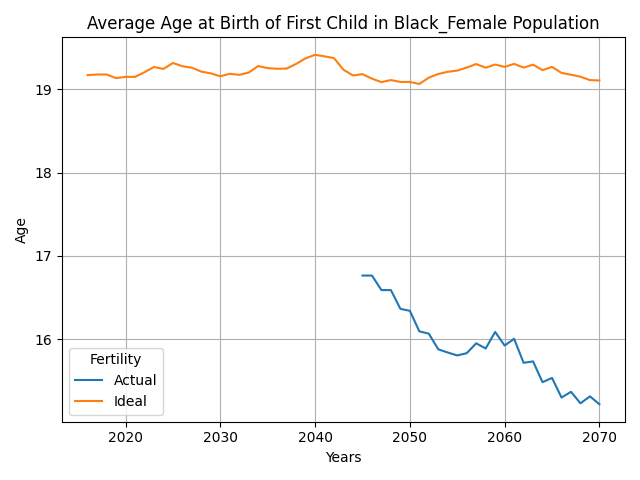 Average Age at Birth of First Child in Black_Female Population
Age
19
18
17
16
Fertility
Actual
Ideal
2020 2030 2040 2050 2060 2070
Years